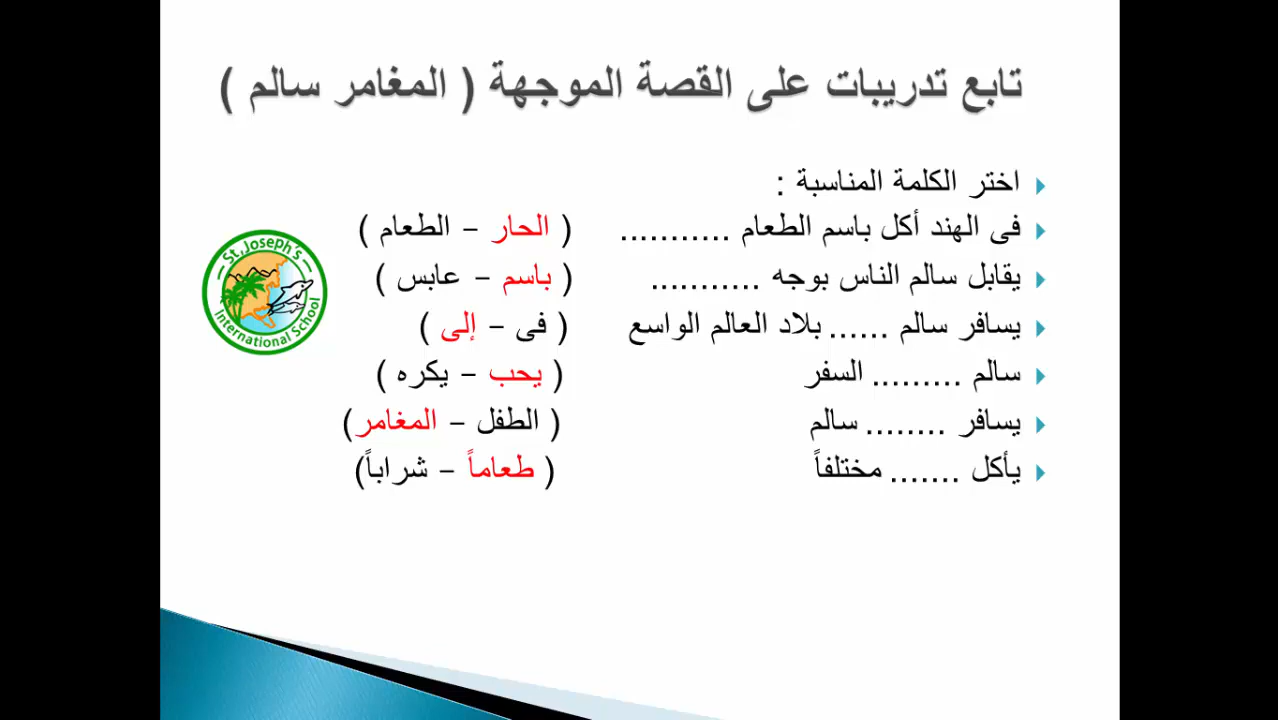 تابع تدريبات على القصة الموجهة ( المغامر سالم )
اختر الكلمة المناسبة :
فى الهند أكل باسم الطعام ........... ( الحار – الطعام )
يقابل سالم الناس بوجه ........... ( باسم – عابس )
يسافر سالم ...... بلاد العالم الواسع ( فى – إلى )
سالم ......... السفر ( يحب – يكره )
يسافر ........ سالم ( الطفل – المغامر)
يأكل ....... مختلفاً ( طعاماً – شراباً)
St.Joseph's
International School